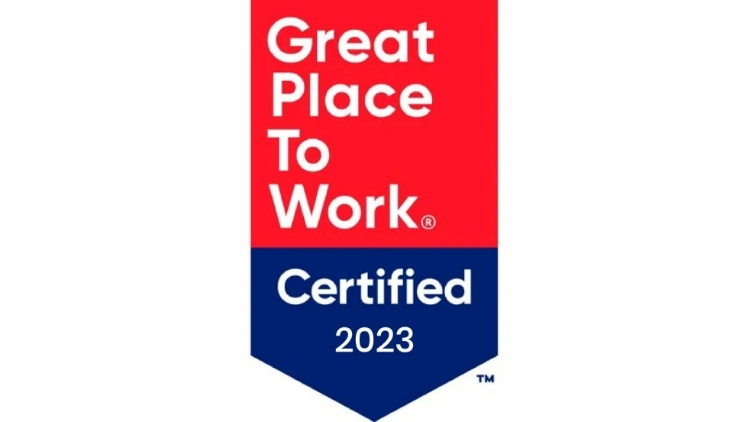 Great
Place
To
Work®
Certified
2023
™